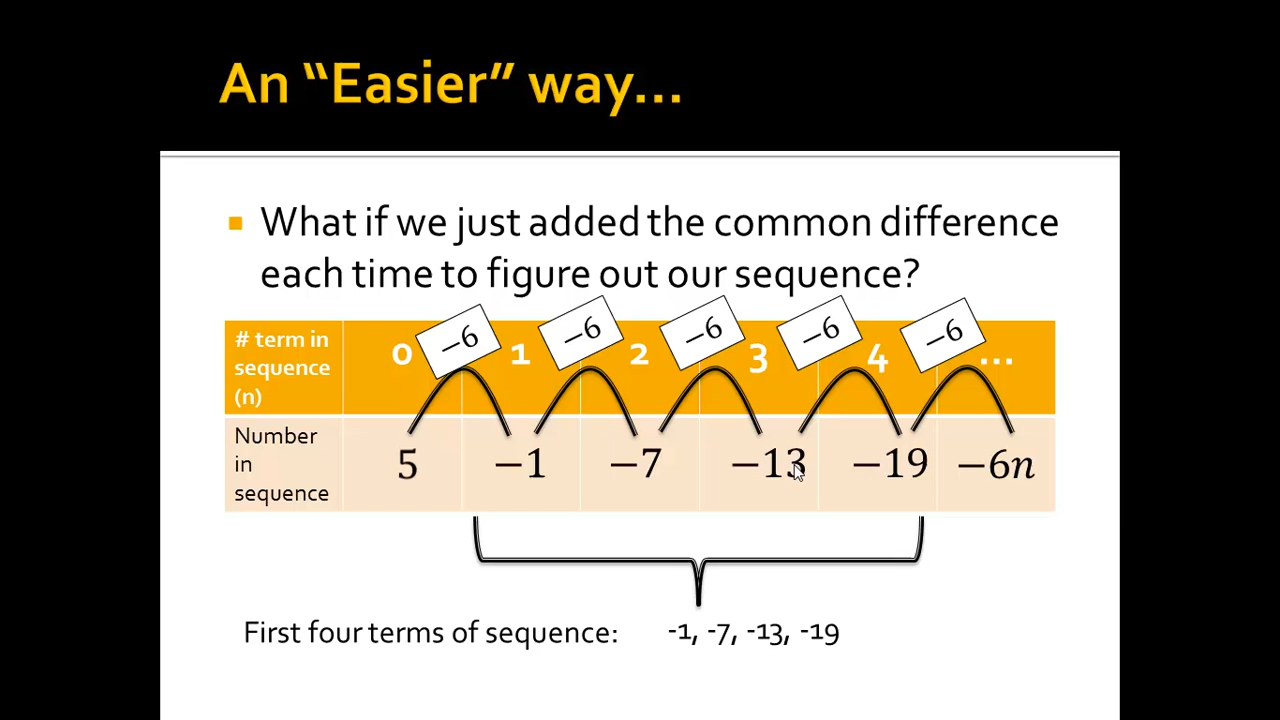 An “Easier” way…
What if we just added the common difference
each time to figure out our sequence?
−6 −6 −6 −6 −6
# term in
sequence
(n)
0 1 2 3 4 …
Number
in
sequence
5 −1 −7 −13 −19 −6n
First four terms of sequence: -1, -7, -13, -19